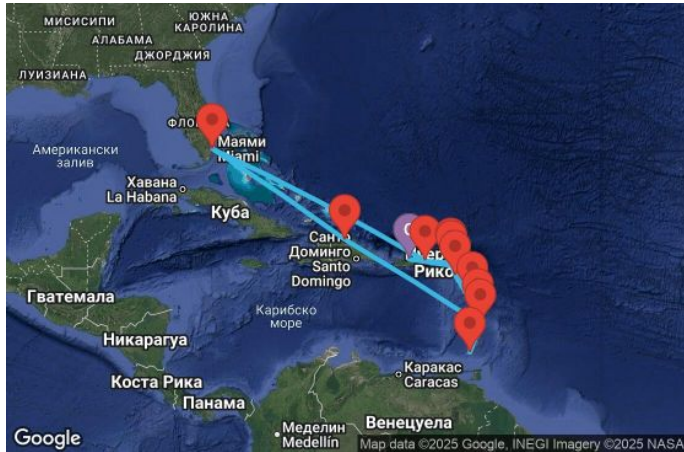 МИСИСИПИ
ЮЖНА
КАРОЛИНА
АЛАБАМА
ДЖОРДЖИЯ
ЛУИЗИАНА
Маями
Miami
Американски
залив
Хавана
La Habana
Куба
Санто
Доминго
Santo
Domingo
Рико
Гватемала
Карибско
море
Никарагуа
Каракас
Caracas
Коста Рика
Панама
Меделин
Medellín
Венецуела
Google
Map data ©2025 Google, INEGI Imagery ©2025 NASA